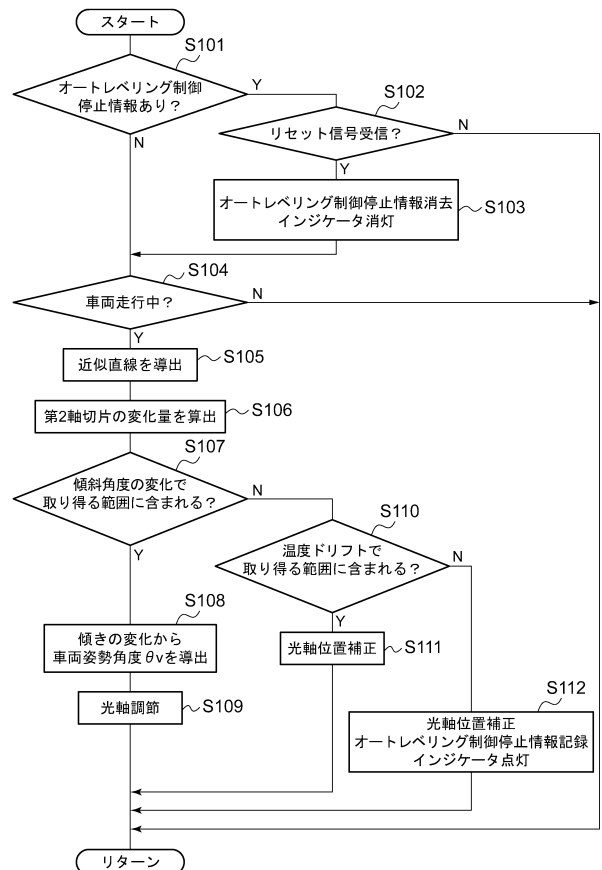 スタート
S101
オートレベリング制御
停止情報あり？
Y
S102
リセット信号受信？
N
N
Y
オートレベリング制御停止情報消去
インジケータ消灯
S103
S104
車両走行中？
N
Y
近似直線を導出
S105
第2軸切片の変化量を算出
S106
S107
傾斜角度の変化で
取り得る範囲に含まれる？
N
S110
温度ドリフトで
取り得る範囲に含まれる？
N
Y
Y
S108
傾きの変化から
車両姿勢角度θvを導出
光軸位置補正
S111
光軸調節
S109
S112
光軸位置補正
オートレベリング制御停止情報記録
インジケータ点灯
リターン